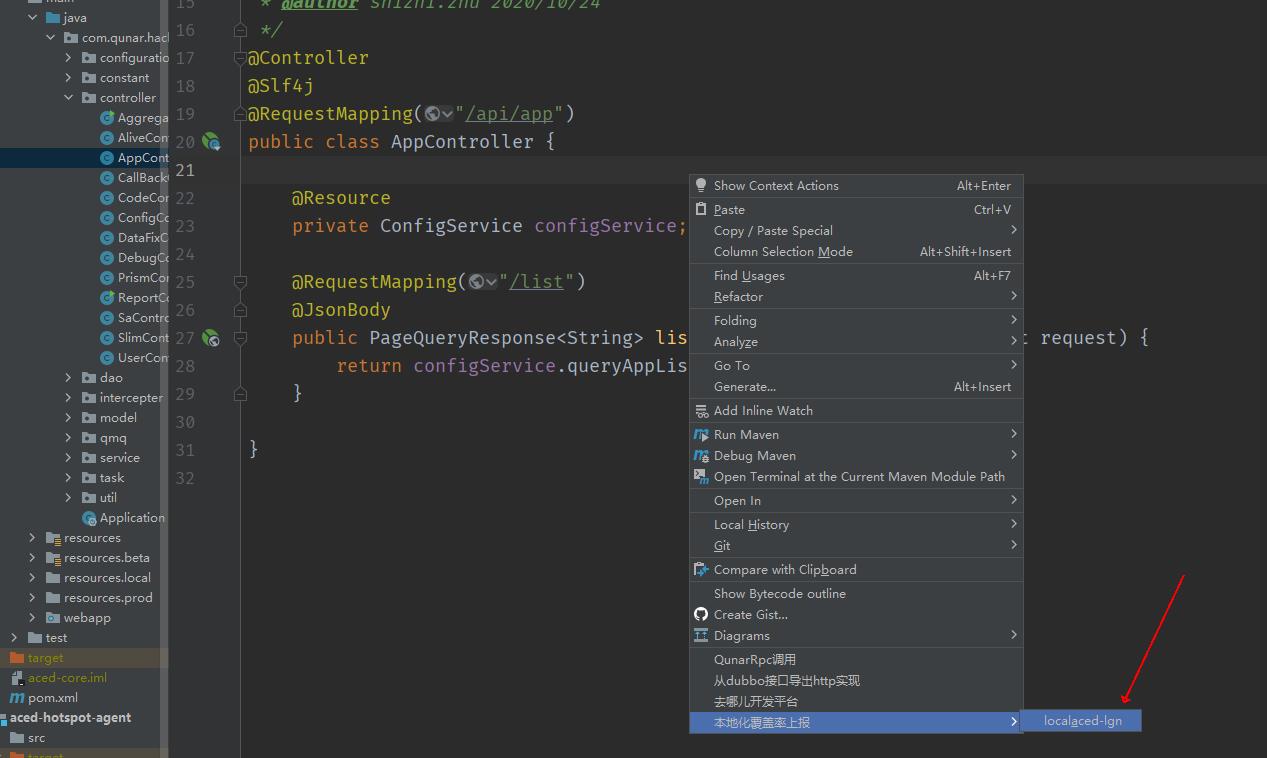 main
java
com.qunar.hac
configuratio
constant
controller
Aggrega
AliveCon
AppCont
CallBack
CodeCon
ConfigCo
DataFixC
DebugCo
PrismCon
ReportCo
SaContro
SlimCont
UserCon
dao
intercepter
model
qmq
service
task
util
Application
resources
resources.beta
resources.local
resources.prod
webapp
test
target
aced-core.iml
pom.xml
aced-hotspot-agent
src
target
15 * @author shizhi.zhu 2020/10/24
16 */
17 @Controller
18 @Slf4j
19 @RequestMapping("/api/app")
20 public class AppController {
21
22 @Resource
23 private ConfigService configService;
24
25 @RequestMapping("/list")
26 @JsonBody
27 public PageQueryResponse<String> lis t request) {
28 return configService.queryAppLis
29 }
30
31 }
32
Show Context Actions Alt+Enter
Paste Ctrl+V
Copy / Paste Special
Column Selection Mode Alt+Shift+Insert
Find Usages Alt+F7
Refactor
Folding
Analyze
Go To
Generate... Alt+Insert
Add Inline Watch
Run Maven
Debug Maven
Open Terminal at the Current Maven Module Path
Open In
Local History
Git
Compare with Clipboard
Show Bytecode outline
Create Gist...
Diagrams
QunarRpc调用
从dubbo接口导出http实现
去哪儿开发平台
本地化覆盖率上报
localaced-lgn